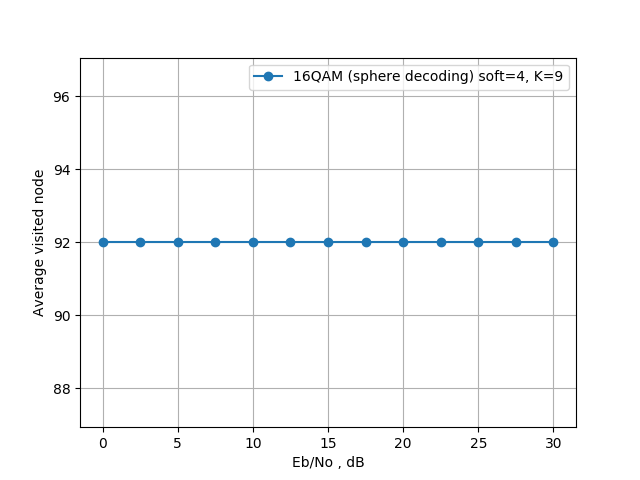 16QAM (sphere decoding) soft=4, K=9
96
94
92
90
88
Average visited node
0 5 10 15 20 25 30
Eb/No , dB